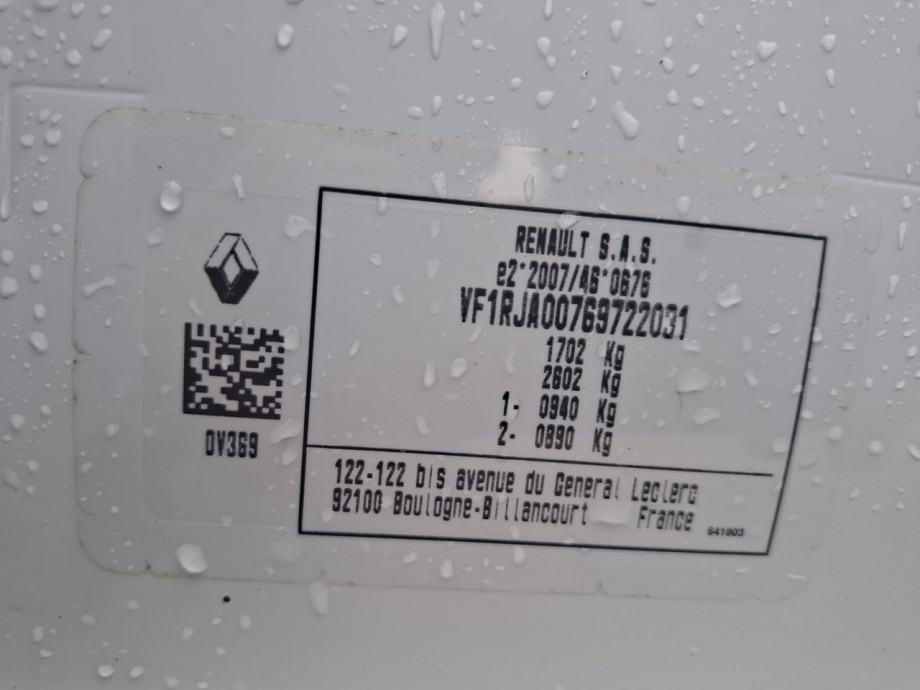 RENAULT S.A.S.
e2*2007/46*0676
VF1RJA00769722031
1702 Kg
2602 Kg
1- 0940 Kg
2- 0890 Kg
0V369
122-122 bis avenue du General Leclerc
92100 Boulogne-Billancourt France
641803